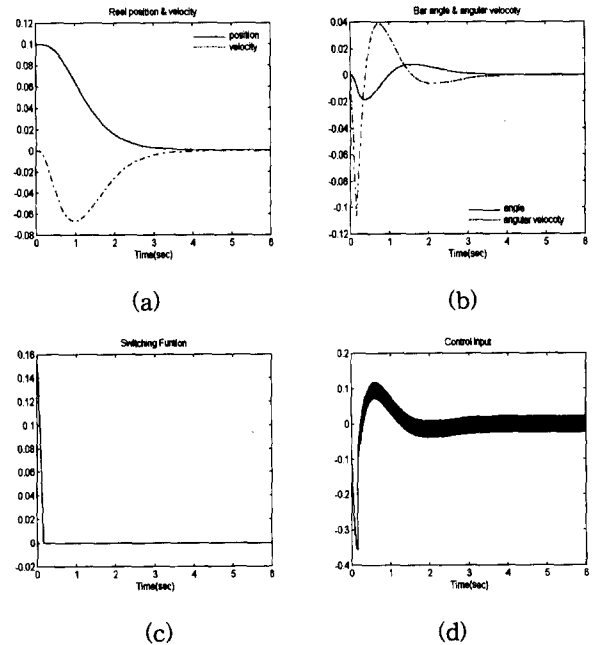 Reel position & velocity
0.12
0.1
0.08
0.06
0.04
0.02
0
-0.02
-0.04
-0.06
-0.08
0 1 2 3 4 5 6
Time(sec)
position
velocity
(a)
Bar angle & angular velocoty
0.04
0.02
0
-0.02
-0.04
-0.06
-0.08
-0.1
-0.12
0 1 2 3 4 5 6
Time(sec)
angle
angular velocoty
(b)
Switching Funtion
0.16
0.14
0.12
0.1
0.08
0.06
0.04
0.02
0
-0.02
0 1 2 3 4 5 6
Time(sec)
(c)
Control Input
0.2
0.1
0
-0.1
-0.2
-0.3
-0.4
0 1 2 3 4 5 6
Time(sec)
(d)